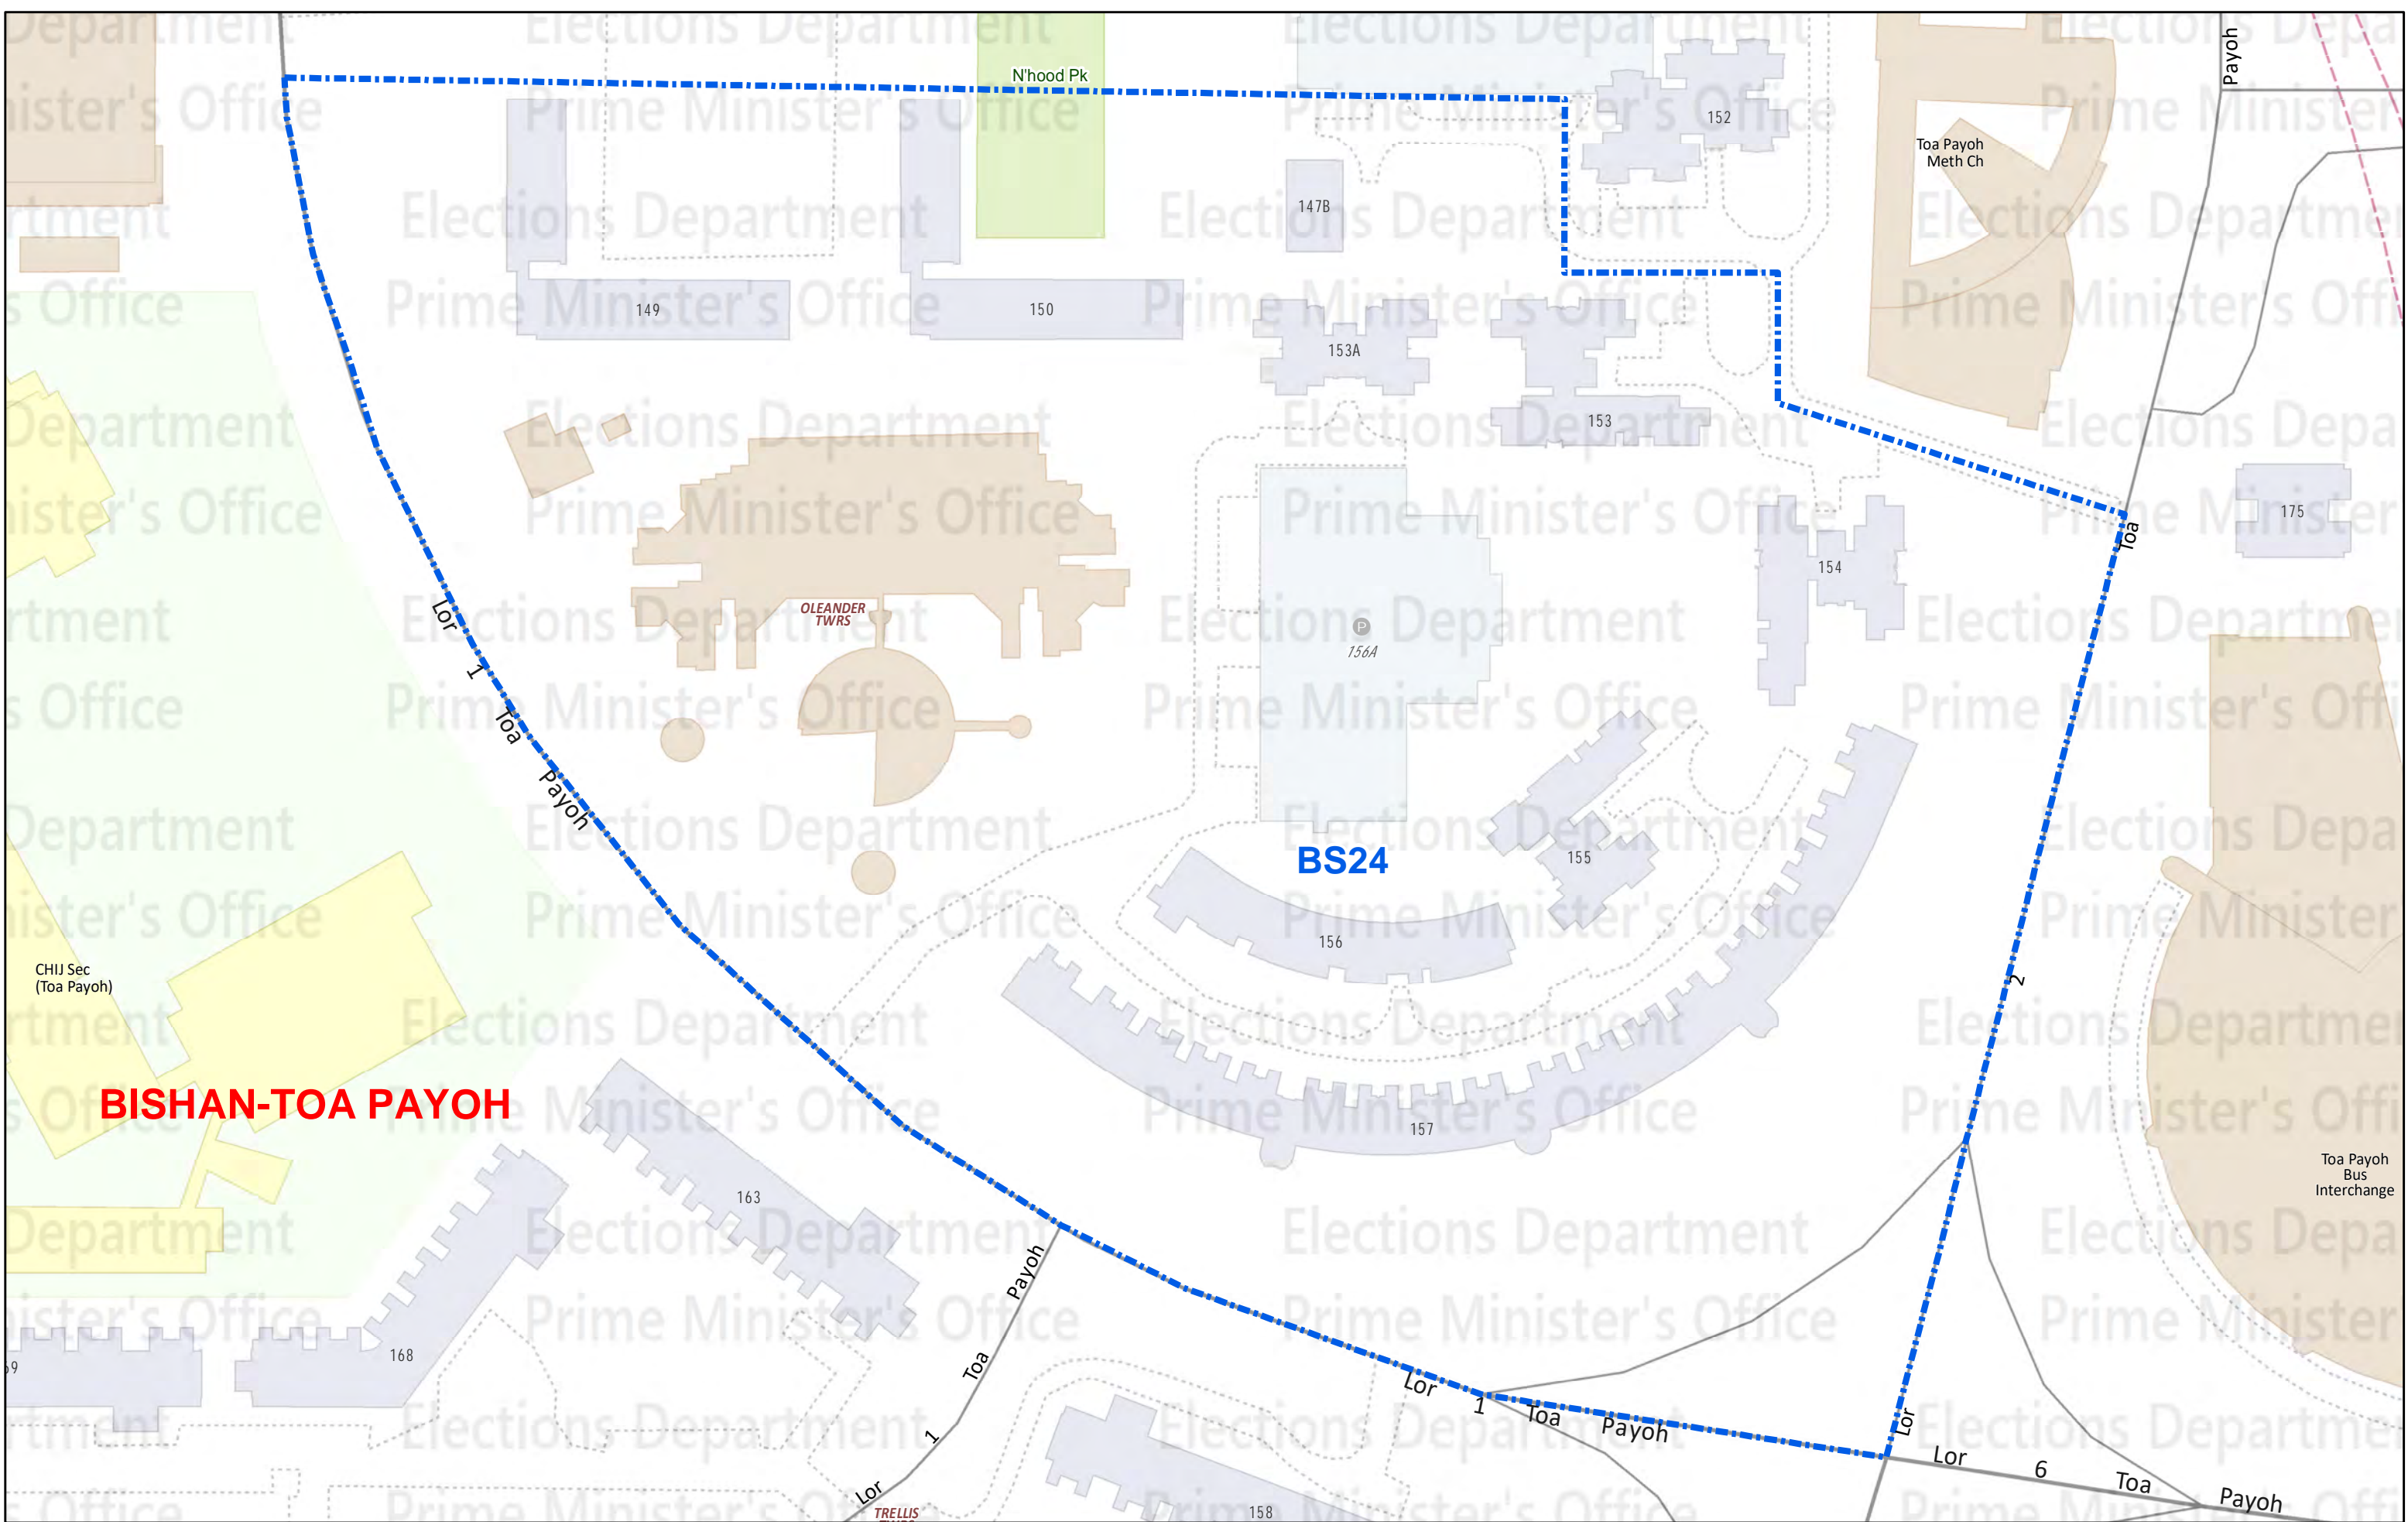 N'hood Pk
152
Payoh
Toa Payoh
Meth Ch
147B
149
150
153A
153
175
Toa
154
OLEANDER
TWRS
P
156A
Lor 1 Toa Payoh
BS24
155
156
CHIJ Sec
(Toa Payoh)
2
BISHAN-TOA PAYOH
157
163
Toa Payoh
Bus
Interchange
168
Lor 1 Toa Payoh
Lor 1 Toa Payoh
Lor
Lor 6 Toa Payoh
TRELLIS
158
Elections Department
Prime Minister's Office